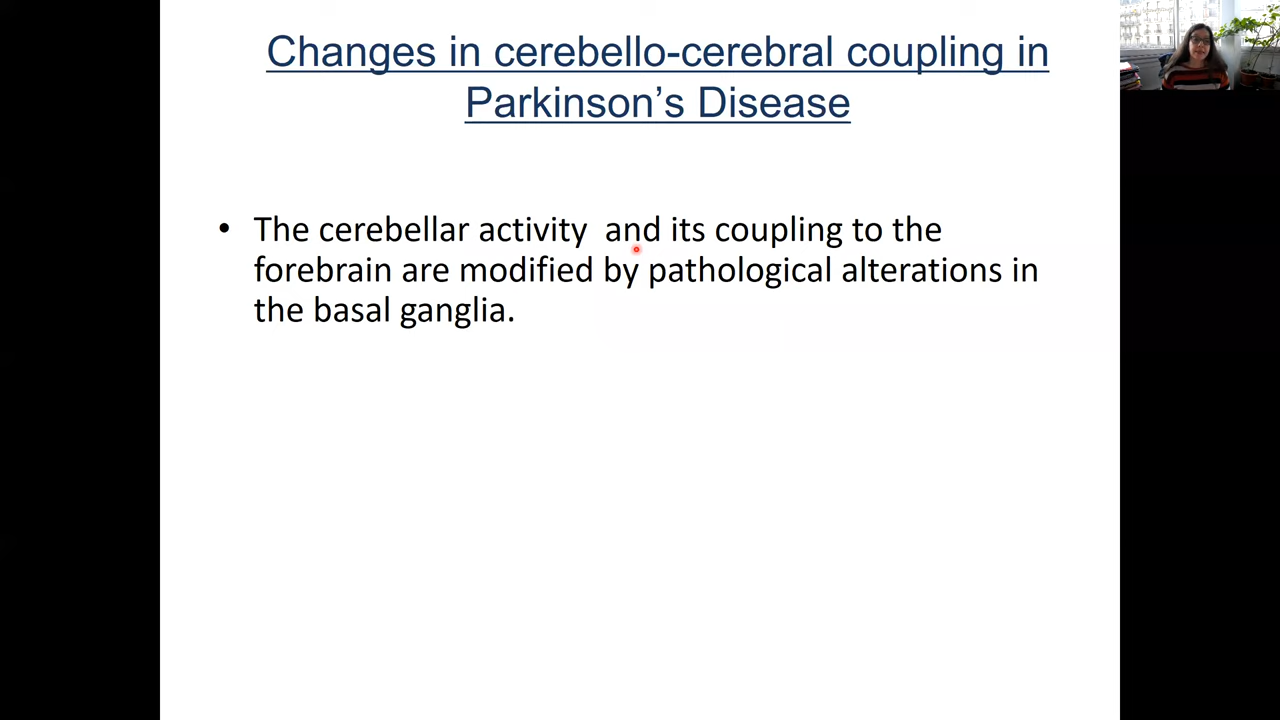 Changes in cerebello-cerebral coupling in
Parkinson’s Disease
• The cerebellar activity  and its coupling to the
forebrain are modified by pathological alterations in
the basal ganglia.